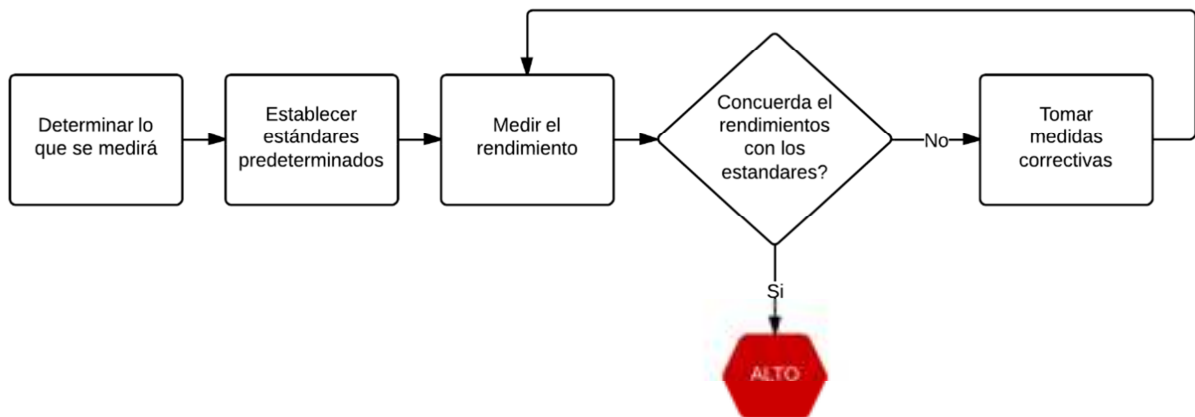 Determinar lo
que se medirá
Establecer
estándares
predeterminados
Medir el
rendimiento
Concuerda el
rendimientos
con los
estandares?
No
Tomar
medidas
correctivas
Si
ALTO